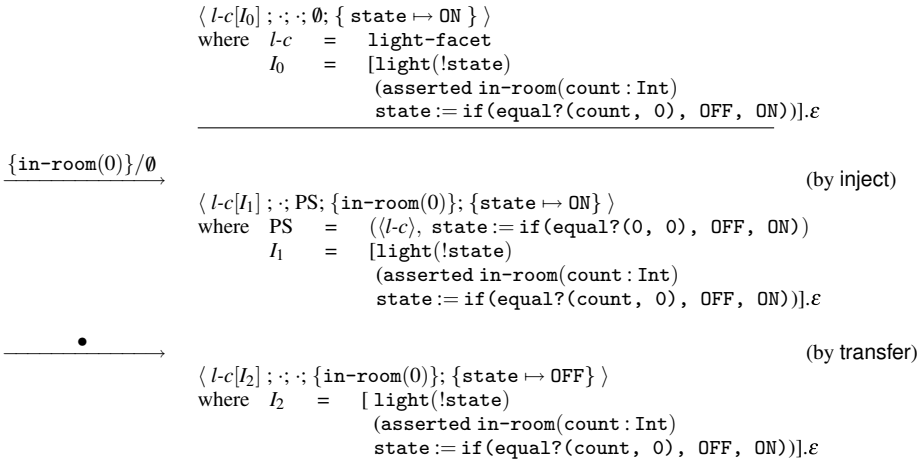 ⟨ l-c[I₀] ; ·; ·; ∅; { state ↦ ON } ⟩
where l-c = light-facet
I₀ = [light(!state)
(asserted in-room(count : Int)
state := if(equal?(count, 0), OFF, ON))].ε
{in-room(0)}/∅
(by inject)
⟨ l-c[I₁] ; ·; PS; {in-room(0)}; {state ↦ ON} ⟩
where PS = (⟨l-c⟩, state := if(equal?(0, 0), OFF, ON))
I₁ = [light(!state)
(asserted in-room(count : Int)
state := if(equal?(count, 0), OFF, ON))].ε
•
(by transfer)
⟨ l-c[I₂] ; ·; ·; {in-room(0)}; {state ↦ OFF} ⟩
where I₂ = [ light(!state)
(asserted in-room(count : Int)
state := if(equal?(count, 0), OFF, ON))].ε